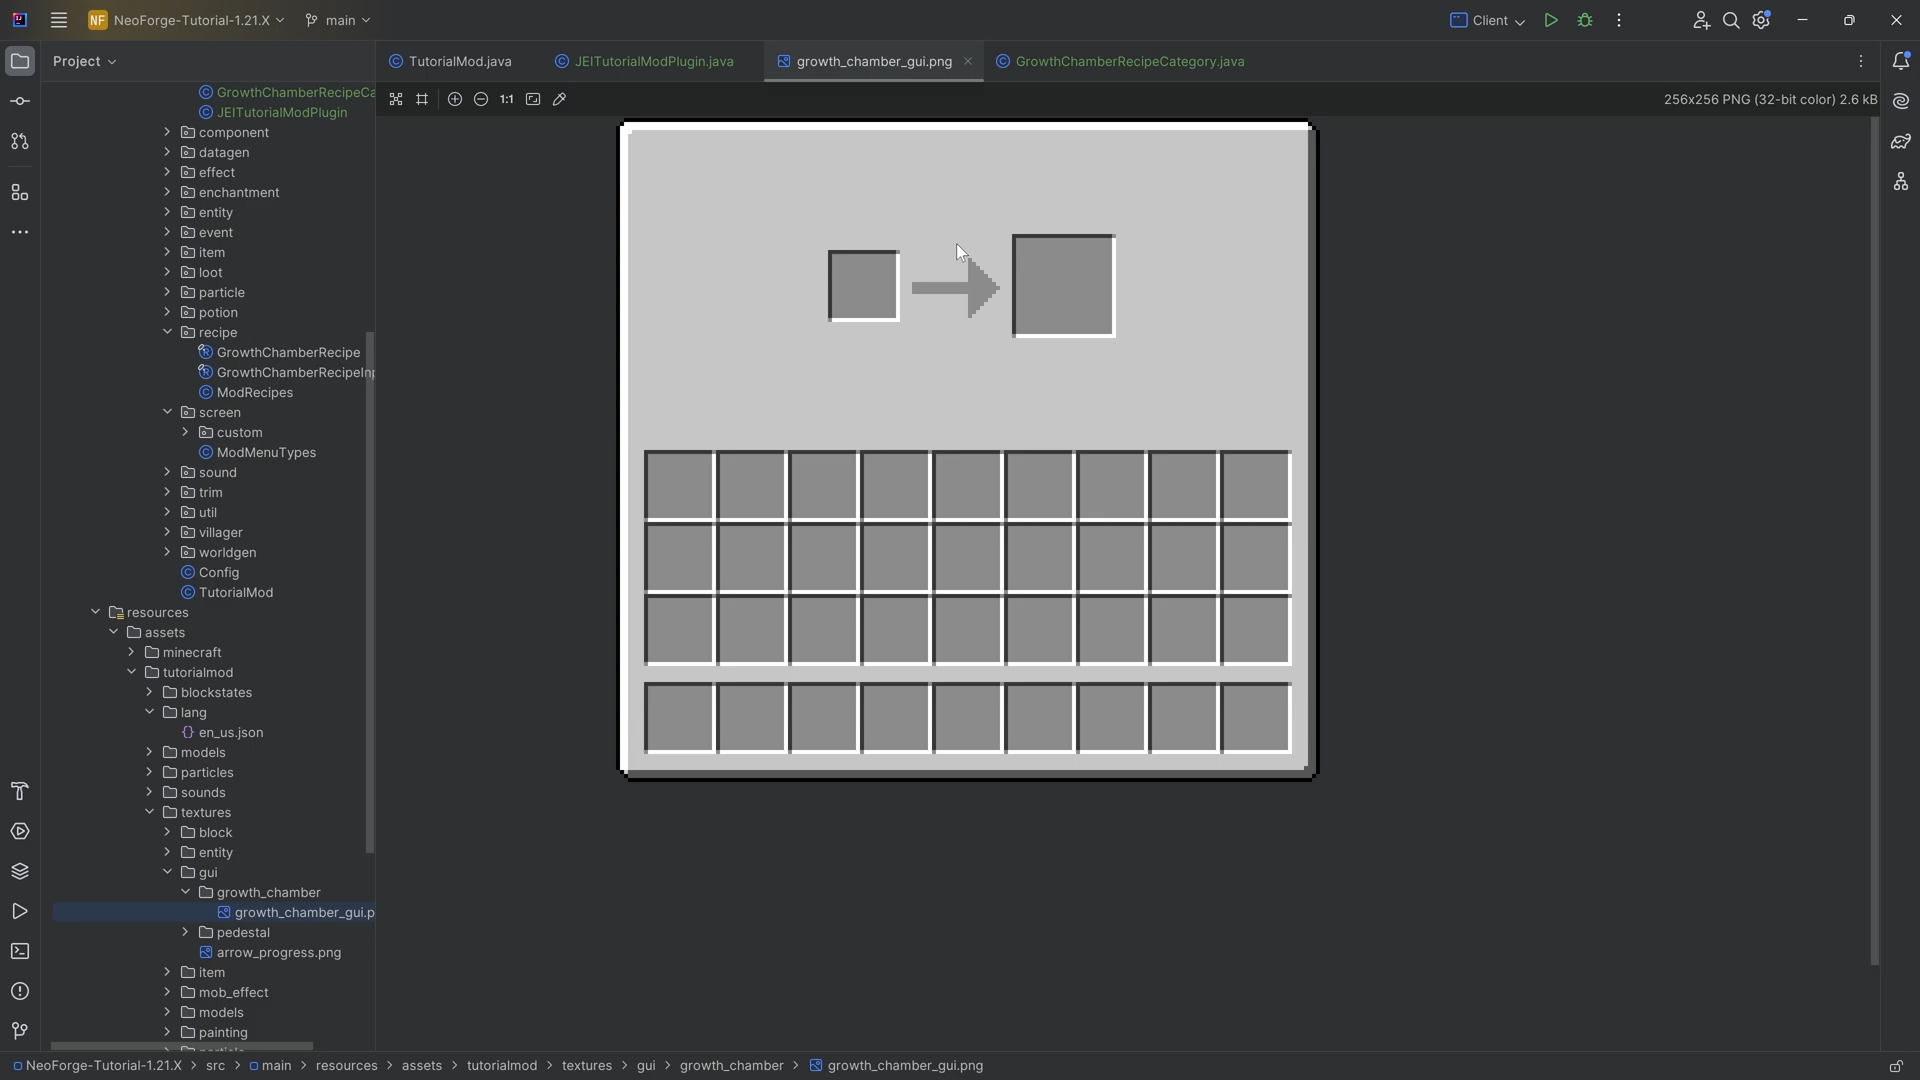 NF NeoForge-Tutorial-1.21.X main Client
Project
TutorialMod.java JEITutorialModPlugin.java growth_chamber_gui.png GrowthChamberRecipeCategory.java
1:1 256x256 PNG (32-bit color) 2.6 kB
GrowthChamberRecipeCa
JEITutorialModPlugin
component
datagen
effect
enchantment
entity
event
item
loot
particle
potion
recipe
GrowthChamberRecipe
GrowthChamberRecipeInp
ModRecipes
screen
custom
ModMenuTypes
sound
trim
util
villager
worldgen
Config
TutorialMod
resources
assets
minecraft
tutorialmod
blockstates
lang
en_us.json
models
particles
sounds
textures
block
entity
gui
growth_chamber
growth_chamber_gui.p
pedestal
arrow_progress.png
item
mob_effect
models
painting
NeoForge-Tutorial-1.21.X > src > main > resources > assets > tutorialmod > textures > gui > growth_chamber > growth_chamber_gui.png